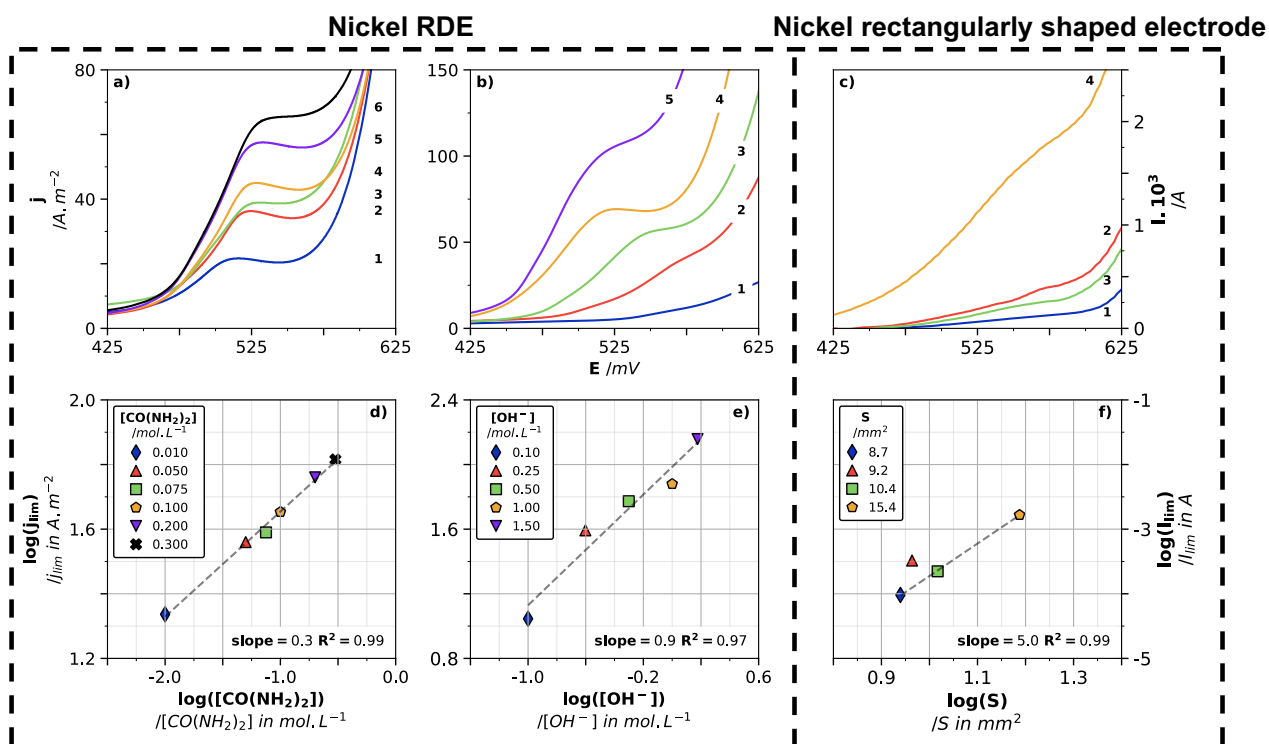 Nickel RDE
Nickel rectangularly shaped electrode
a)
80
40
0
j
/A.m⁻²
6
5
4
3
2
1
425
525
625
b)
150
100
50
0
5
4
3
2
1
425
525
625
E /mV
c)
4
2
3
1
2
1
0
I.10³
/A
425
525
625
d)
2.0
1.6
1.2
log(jlim)
/jlim in A.m⁻²
[CO(NH₂)₂]
/mol.L⁻¹
0.010
0.050
0.075
0.100
0.200
0.300
slope = 0.3 R² = 0.99
-2.0
-1.0
0.0
log([CO(NH₂)₂])
/[CO(NH₂)₂] in mol.L⁻¹
e)
2.4
1.6
0.8
[OH⁻]
/mol.L⁻¹
0.10
0.25
0.50
1.00
1.50
slope = 0.9 R² = 0.97
-1.0
-0.2
0.6
log([OH⁻])
/[OH⁻] in mol.L⁻¹
f)
S
/mm²
8.7
9.2
10.4
15.4
slope = 5.0 R² = 0.99
-1
-3
-5
log(Ilim)
/Ilim in A
0.9
1.1
1.3
log(S)
/S in mm²